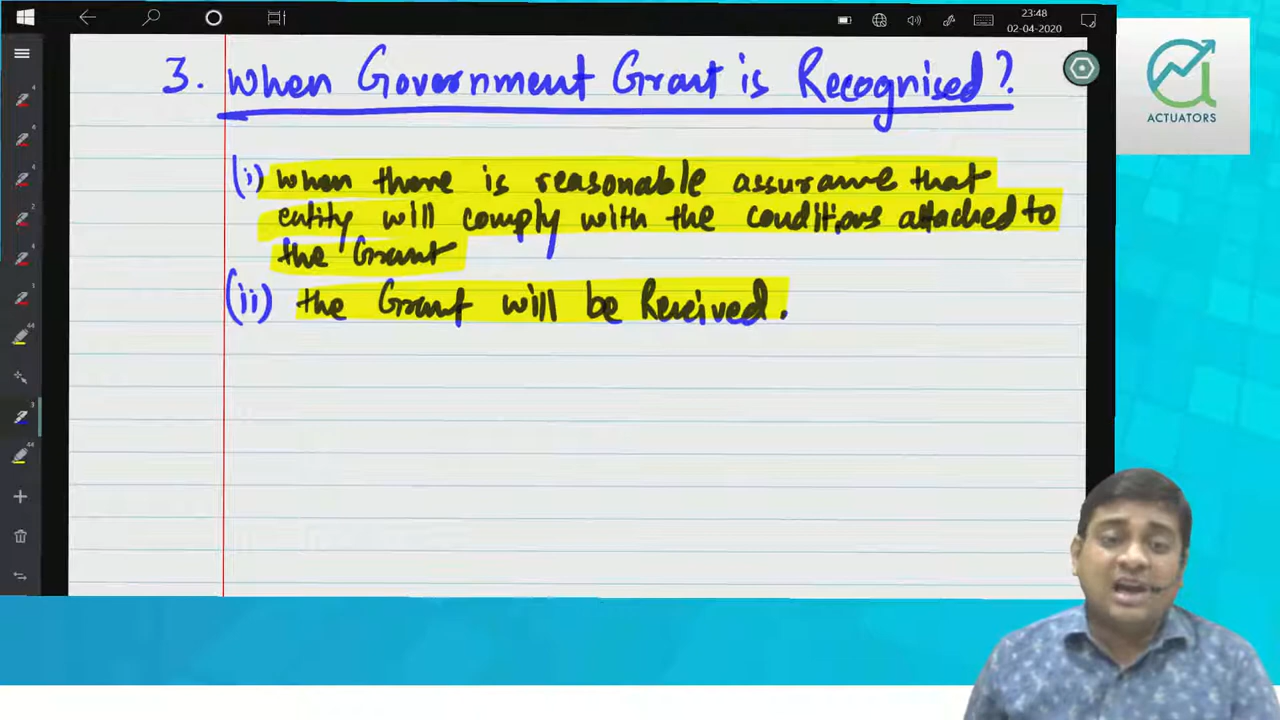 23:48
02-04-2020
3. When Government Grant is Recognised?
ACTUATORS
(i) when there is reasonable assurance that
entity will comply with the conditions attached to
the Grant
(ii) the Grant will be Received.